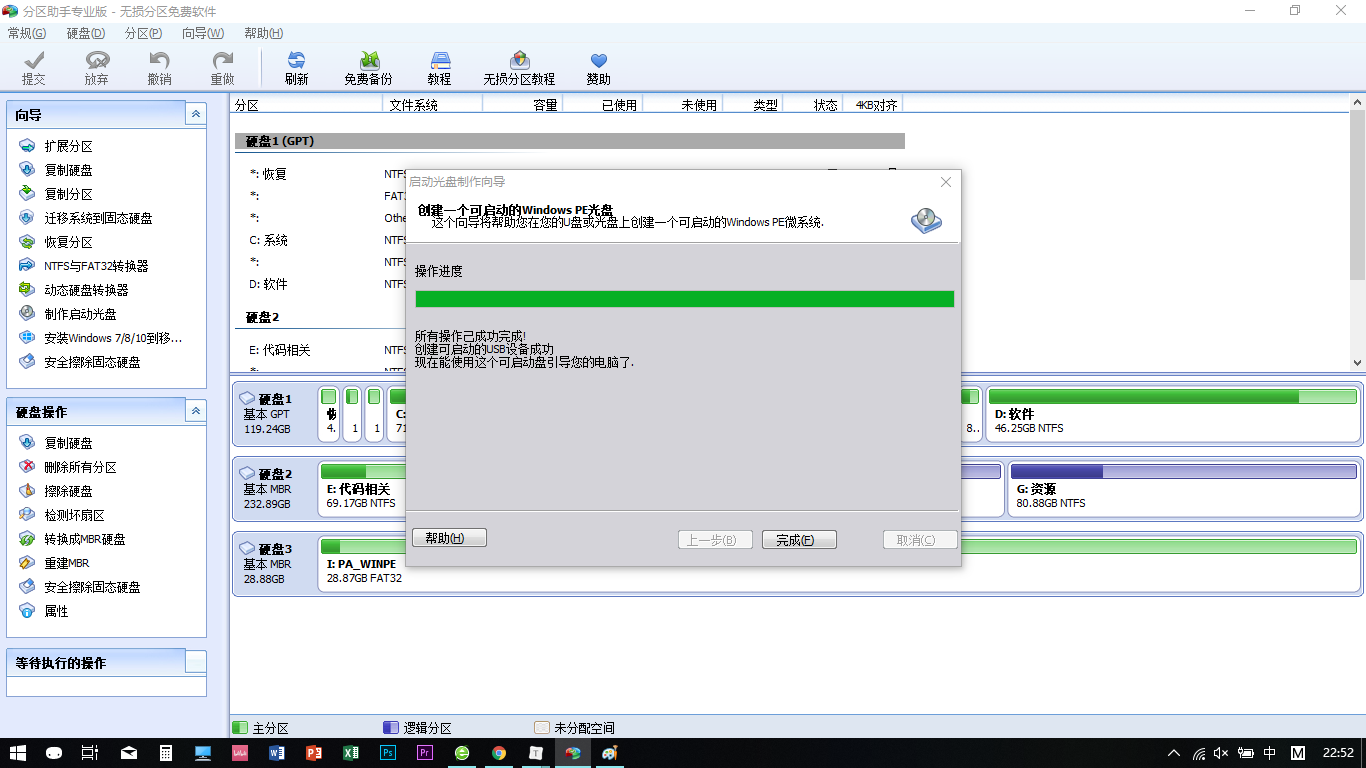 分区助手专业版 - 无损分区免费软件
常规(G) 硬盘(D) 分区(P) 向导(W) 帮助(H)
提交 放弃 撤销 重做 刷新 免费备份 教程 无损分区教程 赞助
向导
扩展分区
复制硬盘
复制分区
迁移系统到固态硬盘
恢复分区
NTFS与FAT32转换器
动态硬盘转换器
制作启动光盘
安装Windows 7/8/10到移...
安全擦除固态硬盘
硬盘操作
复制硬盘
删除所有分区
擦除硬盘
检测坏扇区
转换成MBR硬盘
重建MBR
安全擦除固态硬盘
属性
等待执行的操作
分区 文件系统 容量 已使用 未使用 类型 状态 4KB对齐
硬盘1 (GPT)
*: 恢复 NTFS
*: FAT3
*: Othe
C: 系统 NTFS
*: NTFS
D: 软件 NTFS
硬盘2
E: 代码相关 NTFS
启动光盘制作向导
创建一个可启动的Windows PE光盘
这个向导将帮助您在您的U盘或光盘上创建一个可启动的Windows PE微系统.
操作进度
所有操作己成功完成!
创建可启动的USB设备成功
现在能使用这个可启动盘引导您的电脑了.
帮助(H) 上一步(B) 完成(F) 取消(C)
硬盘1
基本 GPT
119.24GB
4. 1 1
C:
71
8..
D: 软件
46.25GB NTFS
硬盘2
基本 MBR
232.89GB
E: 代码相关
69.17GB NTFS
G: 资源
80.88GB NTFS
硬盘3
基本 MBR
28.88GB
I: PA_WINPE
28.87GB FAT32
主分区 逻辑分区 未分配空间
Ps Pr T 中 M 22:52